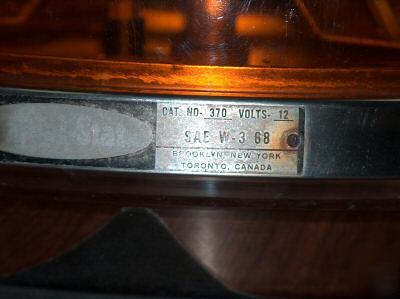 CAT. NO- 370 VOLTS- 12
SAE W-3 68
BROOKLYN, NEW YORK
TORONTO, CANADA